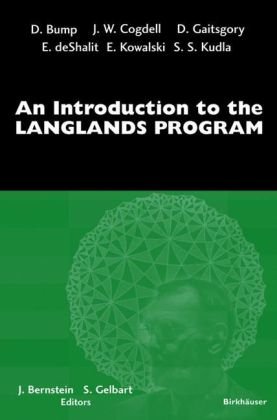 D. Bump J. W. Cogdell D. Gaitsgory
E. deShalit E. Kowalski S. S. Kudla
An Introduction to the
LANGLANDS PROGRAM
J. Bernstein S. Gelbart
Editors
Birkhäuser